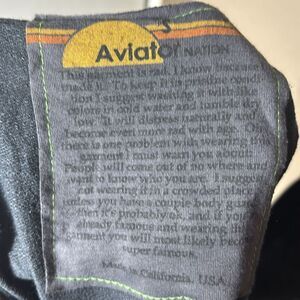 Aviator NATION
This garment is rad, I know because I
made it. To keep it in pristine condi-
tion I suggest washing it with like
colors in cold water and tumble dry
low. It will distress naturally and
become even more rad with age. Oh
there is one problem with wearing this
garment I must warn you about.
People will come out of no where and
want to know who you are. I suggest
not wearing it in a crowded place
unless you have a couple body guards
then it's probably ok, and if you're
already famous and wearing this
garment you will most likely become
super famous.
Made in California, USA